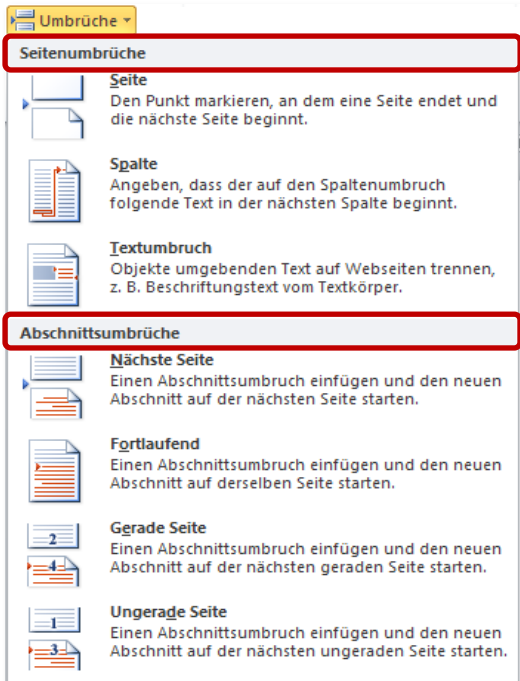 Umbrüche
Seitenumbrüche
Seite
Den Punkt markieren, an dem eine Seite endet und
die nächste Seite beginnt.
Spalte
Angeben, dass der auf den Spaltenumbruch
folgende Text in der nächsten Spalte beginnt.
Textumbruch
Objekte umgebenden Text auf Webseiten trennen,
z. B. Beschriftungstext vom Textkörper.
Abschnittsumbrüche
Nächste Seite
Einen Abschnittsumbruch einfügen und den neuen
Abschnitt auf der nächsten Seite starten.
Fortlaufend
Einen Abschnittsumbruch einfügen und den neuen
Abschnitt auf derselben Seite starten.
2
4
Gerade Seite
Einen Abschnittsumbruch einfügen und den neuen
Abschnitt auf der nächsten geraden Seite starten.
1
3
Ungerade Seite
Einen Abschnittsumbruch einfügen und den neuen
Abschnitt auf der nächsten ungeraden Seite starten.